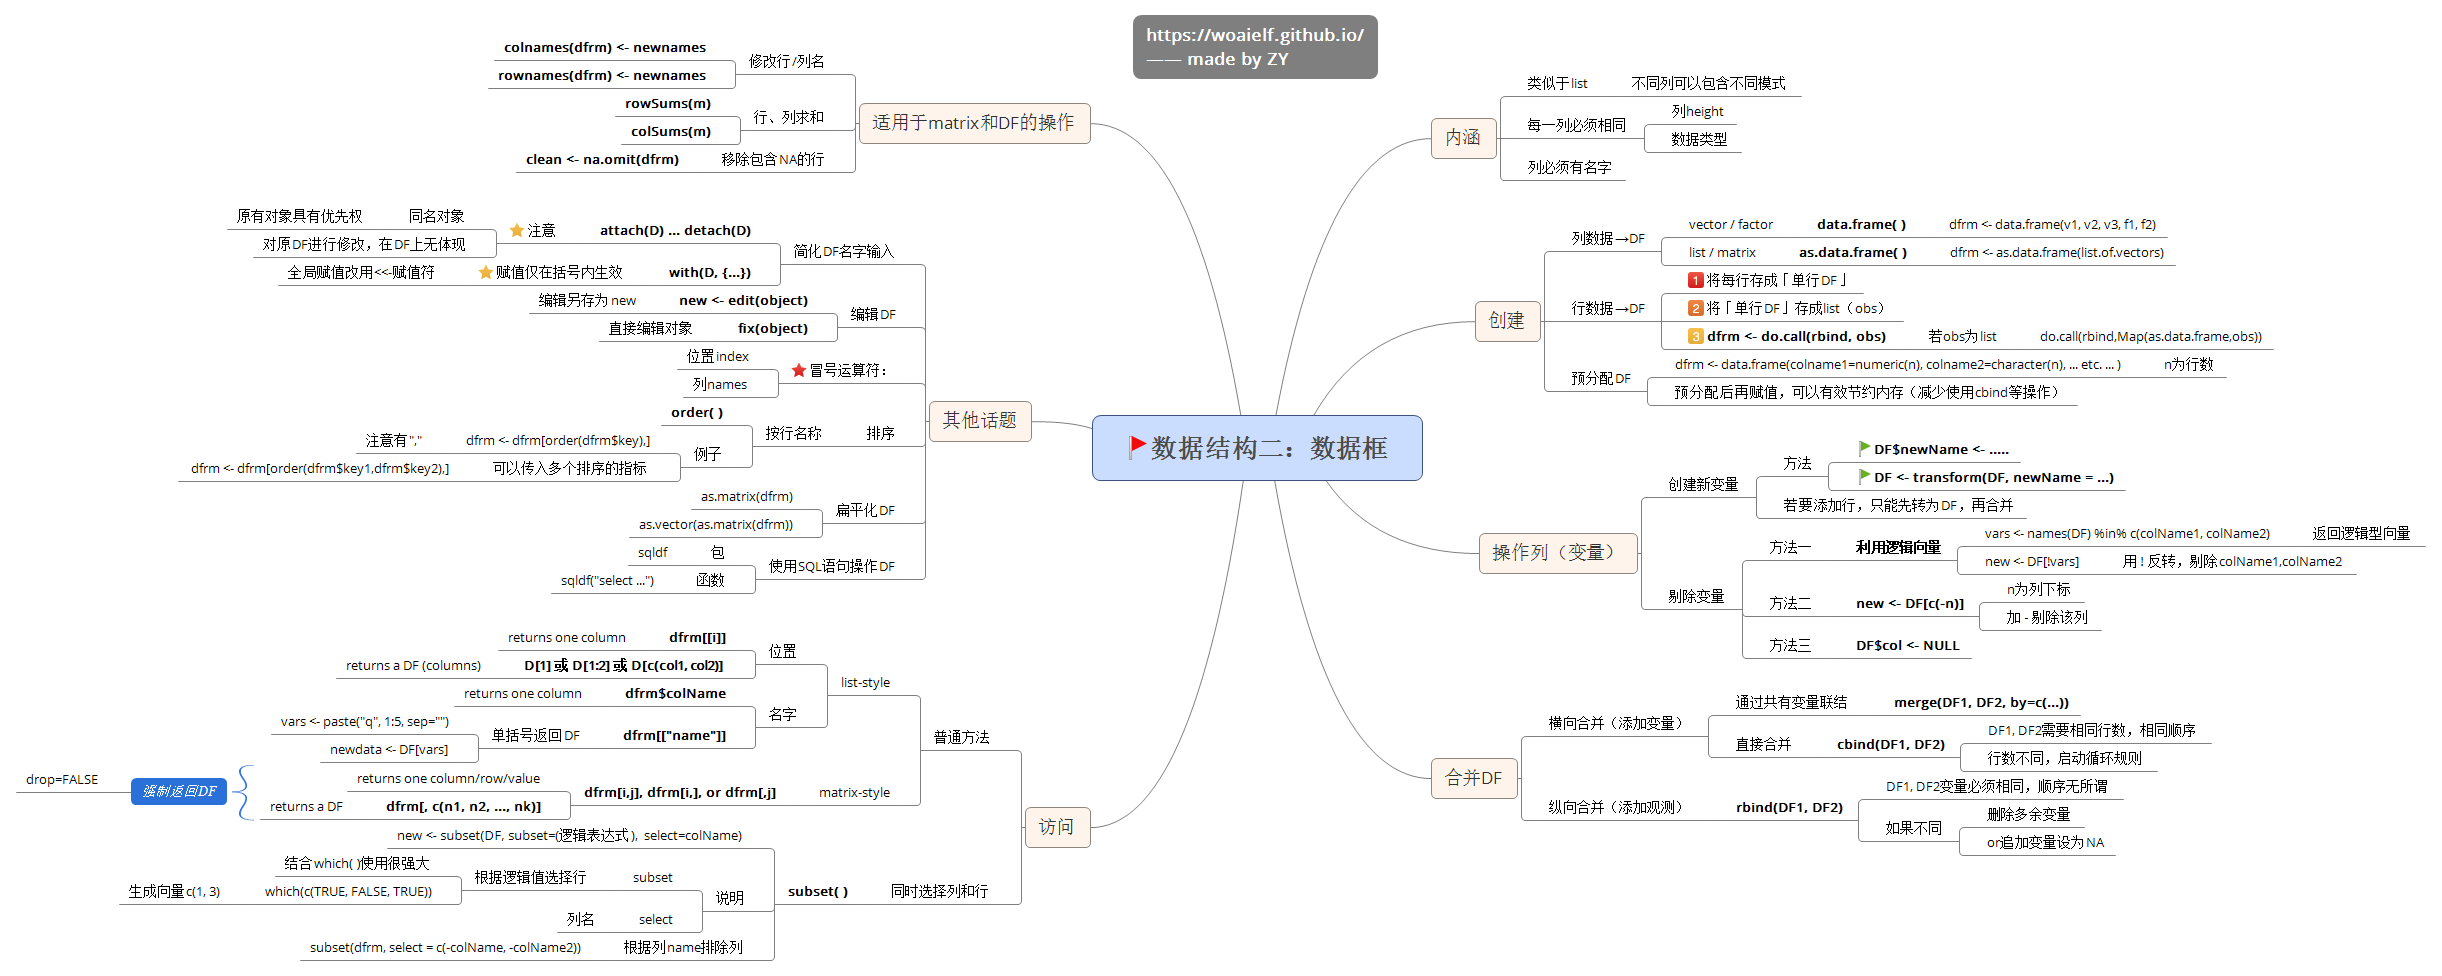 https://woaielf.github.io/
—— made by ZY
数据结构二：数据框
内涵
类似于list
不同列可以包含不同模式
每一列必须相同
列height
数据类型
列必须有名字
创建
列数据→DF
vector / factor
data.frame( )
dfrm <- data.frame(v1, v2, v3, f1, f2)
list / matrix
as.data.frame( )
dfrm <- as.data.frame(list.of.vectors)
行数据→DF
1 将每行存成「单行DF」
2 将「单行DF」存成list（obs）
3 dfrm <- do.call(rbind, obs)
若obs为list
do.call(rbind,Map(as.data.frame,obs))
预分配DF
dfrm <- data.frame(colname1=numeric(n), colname2=character(n), ... etc. ... )
n为行数
预分配后再赋值，可以有效节约内存（减少使用cbind等操作）
操作列（变量）
创建新变量
方法
DF$newName <- .....
DF <- transform(DF, newName = ...)
若要添加行，只能先转为DF，再合并
剔除变量
方法一
利用逻辑向量
vars <- names(DF) %in% c(colName1, colName2)
返回逻辑型向量
new <- DF[!vars]
用 ! 反转，剔除colName1,colName2
方法二
new <- DF[c(-n)]
n为列下标
加 - 剔除该列
方法三
DF$col <- NULL
合并DF
横向合并（添加变量）
通过共有变量联结
merge(DF1, DF2, by=c(...))
直接合并
cbind(DF1, DF2)
DF1, DF2需要相同行数，相同顺序
行数不同，启动循环规则
纵向合并（添加观测）
rbind(DF1, DF2)
DF1, DF2变量必须相同，顺序无所谓
如果不同
删除多余变量
or追加变量设为NA
适用于matrix和DF的操作
修改行/列名
colnames(dfrm) <- newnames
rownames(dfrm) <- newnames
行、列求和
rowSums(m)
colSums(m)
移除包含NA的行
clean <- na.omit(dfrm)
其他话题
简化DF名字输入
attach(D) ... detach(D)
注意
同名对象
原有对象具有优先权
对原DF进行修改，在DF上无体现
with(D, {...})
赋值仅在括号内生效
全局赋值改用<<-赋值符
编辑DF
new <- edit(object)
编辑另存为new
fix(object)
直接编辑对象
冒号运算符：
位置index
列names
排序
按行名称
order( )
例子
dfrm <- dfrm[order(dfrm$key),]
注意有","
可以传入多个排序的指标
dfrm <- dfrm[order(dfrm$key1,dfrm$key2),]
扁平化DF
as.matrix(dfrm)
as.vector(as.matrix(dfrm))
使用SQL语句操作DF
包
sqldf
函数
sqldf("select ...")
访问
普通方法
list-style
位置
dfrm[[i]]
returns one column
D[1] 或 D[1:2] 或 D[c(col1, col2)]
returns a DF (columns)
名字
dfrm$colName
returns one column
dfrm[["name"]]
单括号返回DF
vars <- paste("q", 1:5, sep="")
newdata <- DF[vars]
matrix-style
dfrm[i,j], dfrm[i,], or dfrm[,j]
returns one column/row/value
dfrm[, c(n1, n2, ..., nk)]
returns a DF
强制返回DF
drop=FALSE
同时选择列和行
subset( )
new <- subset(DF, subset=(逻辑表达式), select=colName)
说明
subset
根据逻辑值选择行
结合which( )使用很强大
which(c(TRUE, FALSE, TRUE))
生成向量c(1, 3)
select
列名
根据列name排除列
subset(dfrm, select = c(-colName, -colName2))